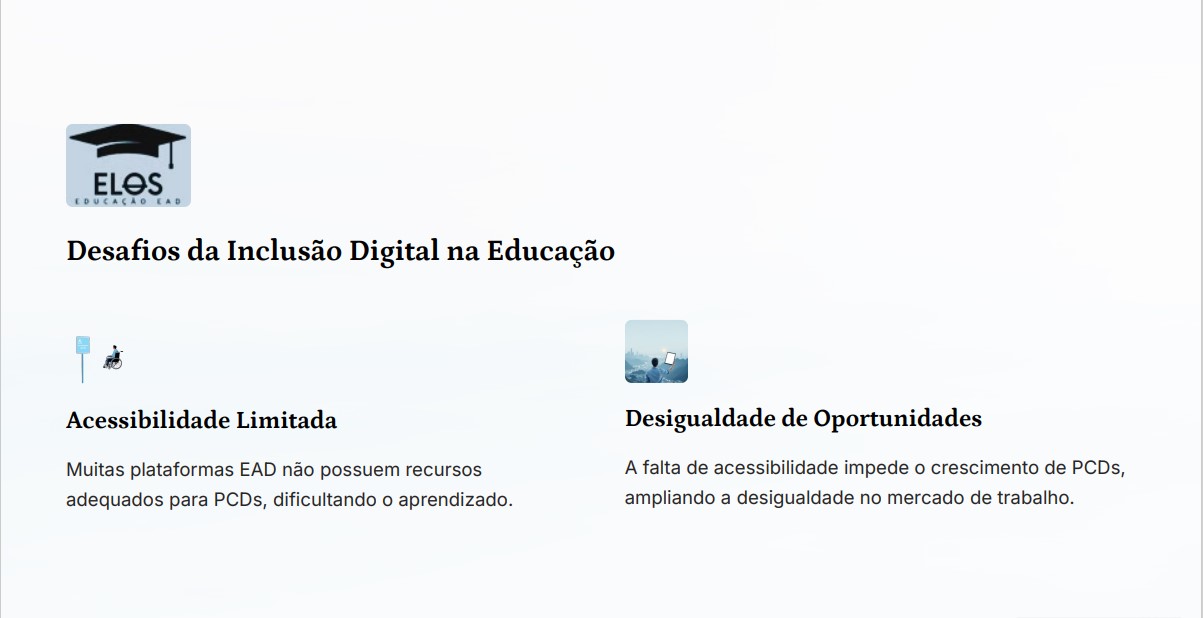 ELOS
EDUCAÇÃO EAD
Desafios da Inclusão Digital na Educação
Acessibilidade Limitada
Muitas plataformas EAD não possuem recursos
adequados para PCDs, dificultando o aprendizado.
Desigualdade de Oportunidades
A falta de acessibilidade impede o crescimento de PCDs,
ampliando a desigualdade no mercado de trabalho.